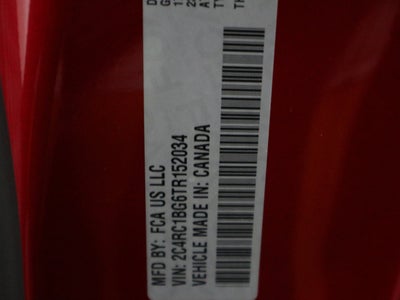 MFD BY: FCA US LLC
VIN: 2C4RC1BG6TR152034
VEHICLE MADE IN: CANADA